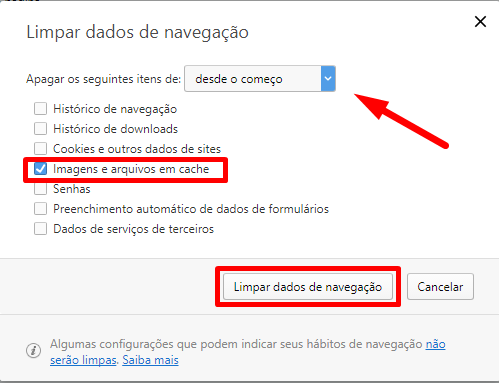 Limpar dados de navegação
Apagar os seguintes itens de: desde o começo
Histórico de navegação
Histórico de downloads
Cookies e outros dados de sites
Imagens e arquivos em cache
Senhas
Preenchimento automático de dados de formulários
Dados de serviços de terceiros
Limpar dados de navegação Cancelar
Algumas configurações que podem indicar seus hábitos de navegação não
serão limpas. Saiba mais